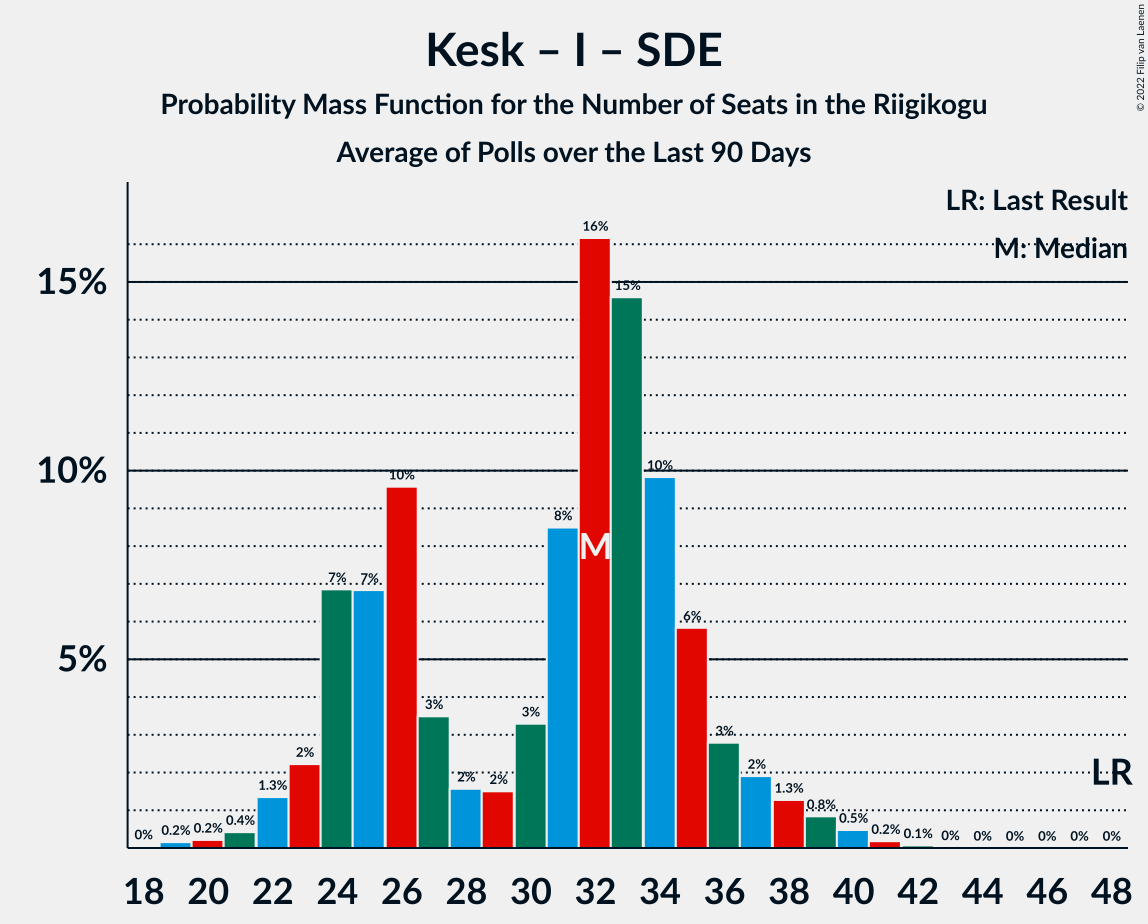 © 2022 Filip van Laenen
Kesk – I – SDE
Probability Mass Function for the Number of Seats in the Riigikogu
Average of Polls over the Last 90 Days
LR: Last Result
M: Median
15%
10%
5%
0% 0.2% 0.2% 0.4% 1.3% 2% 7% 7% 10% 3% 2% 2% 3% 8% 16% 15% 10% 6% 3% 2% 1.3% 0.8% 0.5% 0.2% 0.1% 0% 0% 0% 0% 0% 0%
M
LR
18 20 22 24 26 28 30 32 34 36 38 40 42 44 46 48